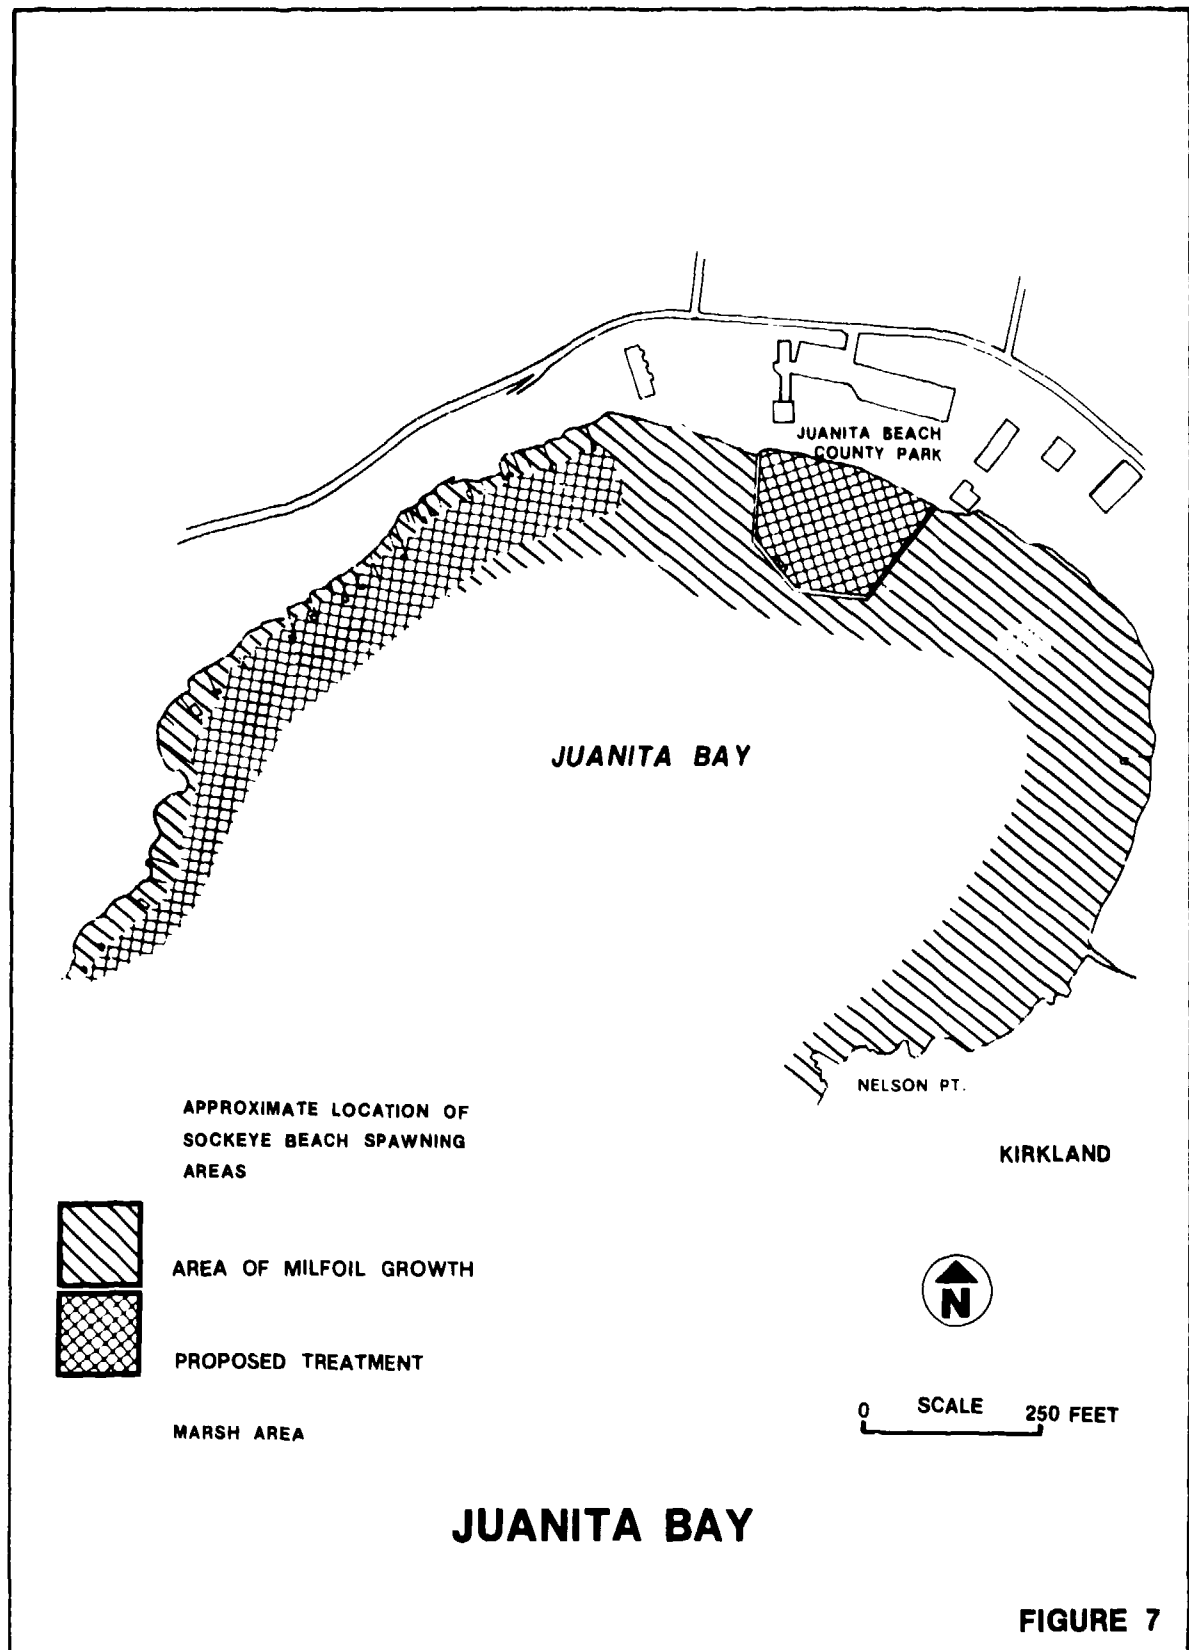 JUANITA BEACH
COUNTY PARK
JUANITA BAY
NELSON PT.
KIRKLAND
APPROXIMATE LOCATION OF
SOCKEYE BEACH SPAWNING
AREAS
AREA OF MILFOIL GROWTH
PROPOSED TREATMENT
MARSH AREA
N
0 SCALE 250 FEET
JUANITA BAY
FIGURE 7